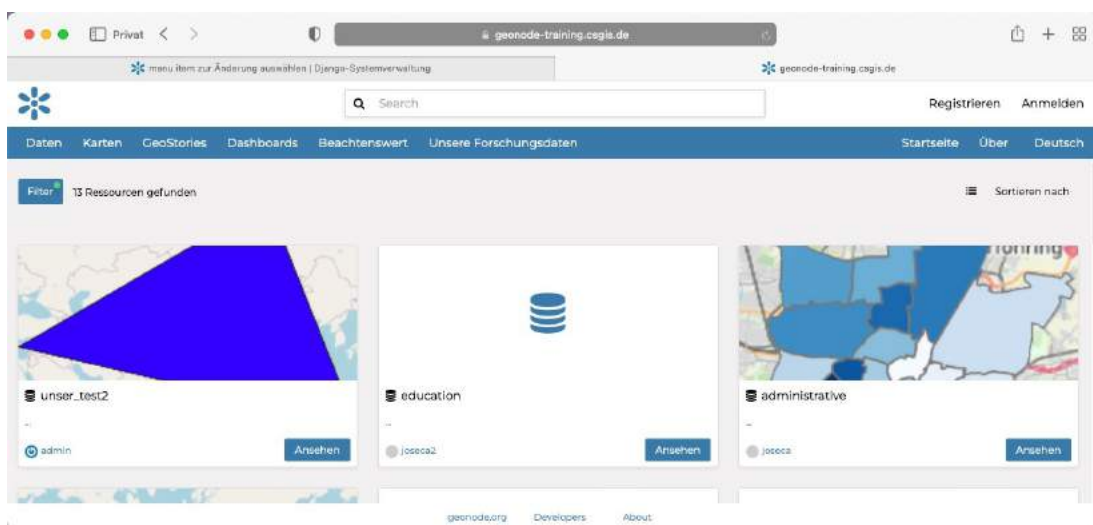 Privat
geonode-training.csgis.de
menu item zur Änderung auswählen | Django-Systemverwaltung
geonode-training.csgis.de
Search
Registrieren Anmelden
Daten Karten GeoStories Dashboards Beachtenswert Unsere Forschungsdaten Startseite Über Deutsch
Filter 13 Ressourcen gefunden Sortieren nach
unser_test2
education
administrative
admin Ansehen
joseca2 Ansehen
joseca Ansehen
geonode.org Developers About